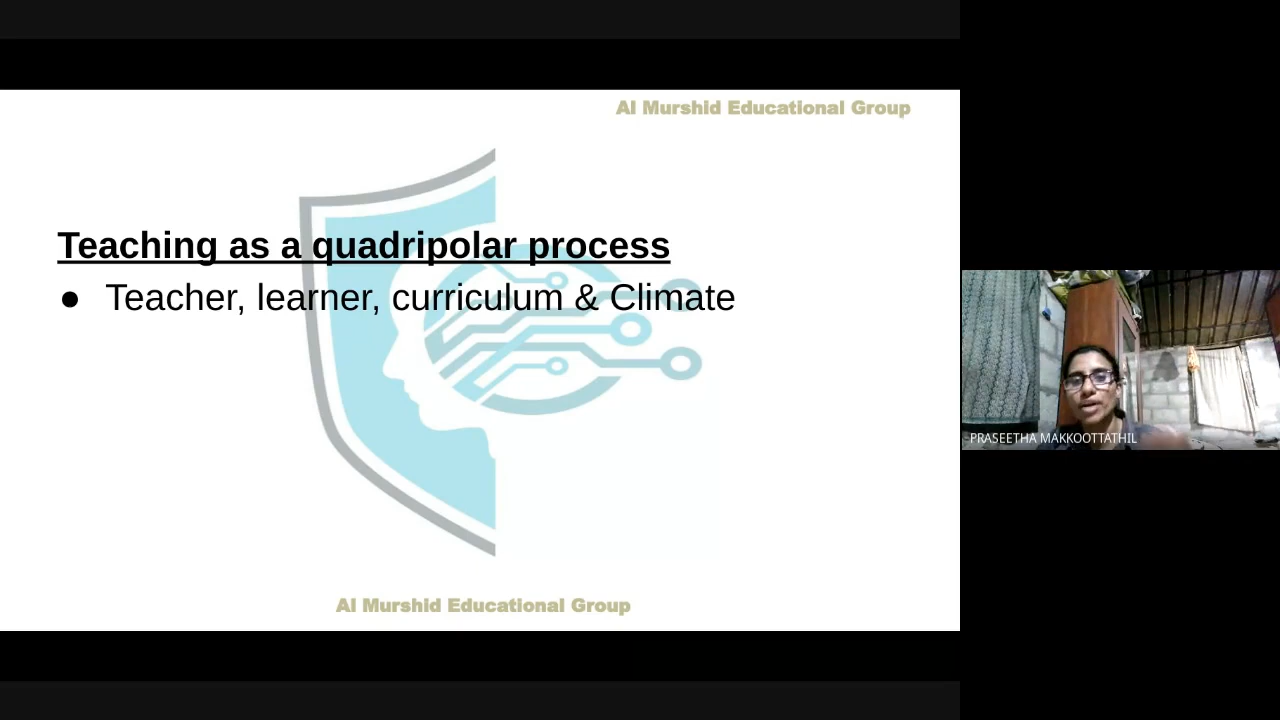 Al Murshid Educational Group
Teaching as a quadripolar process
● Teacher, learner, curriculum & Climate
PRASEETHA MAKKOOTTATHIL
Al Murshid Educational Group